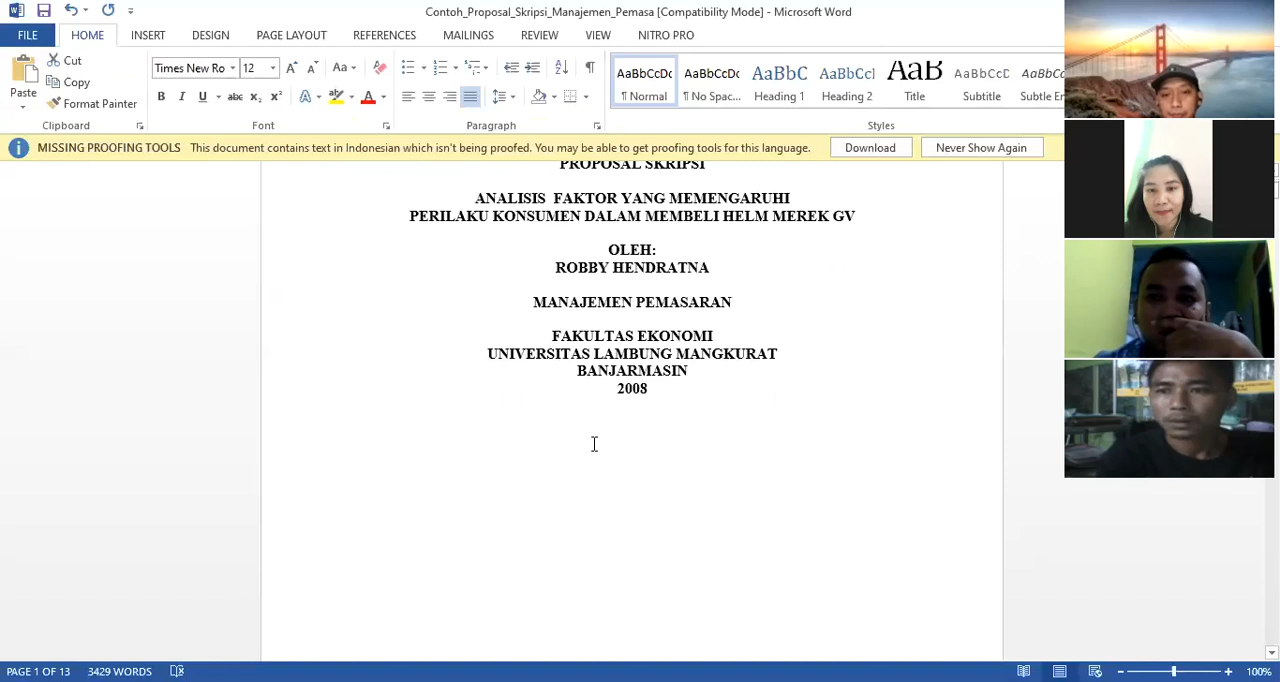 Contoh_Proposal_Skripsi_Manajemen_Pemasa [Compatibility Mode] - Microsoft Word
FILE HOME INSERT DESIGN PAGE LAYOUT REFERENCES MAILINGS REVIEW VIEW NITRO PRO
Paste
Cut
Copy
Format Painter
Clipboard
Times New Ro 12
Font
Paragraph
AaBbCcDc AaBbCcDc AaBbC AaBbCcl AaB AaBbCcD AaBbCcD
¶ Normal ¶ No Spac... Heading 1 Heading 2 Title Subtitle Subtle Em
Styles
MISSING PROOFING TOOLS This document contains text in Indonesian which isn't being proofed. You may be able to get proofing tools for this language. Download Never Show Again
PROPOSAL SKRIPSI
ANALISIS FAKTOR YANG MEMENGARUHI
PERILAKU KONSUMEN DALAM MEMBELI HELM MEREK GV
OLEH:
ROBBY HENDRATNA
MANAJEMEN PEMASARAN
FAKULTAS EKONOMI
UNIVERSITAS LAMBUNG MANGKURAT
BANJARMASIN
2008
PAGE 1 OF 13 3429 WORDS 100%